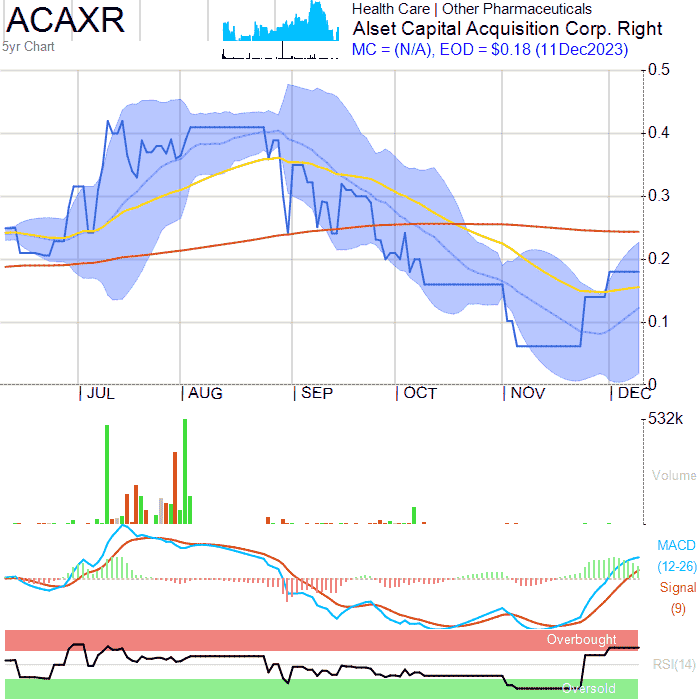 ACAXR
5yr Chart
Health Care | Other Pharmaceuticals
Alset Capital Acquisition Corp. Right
MC = (N/A), EOD = $0.18 (11Dec2023)
0.5
0.4
0.3
0.2
0.1
0
JUL AUG SEP OCT NOV DEC
532k
Volume
MACD
(12-26)
Signal
(9)
Overbought
RSI(14)
Oversold